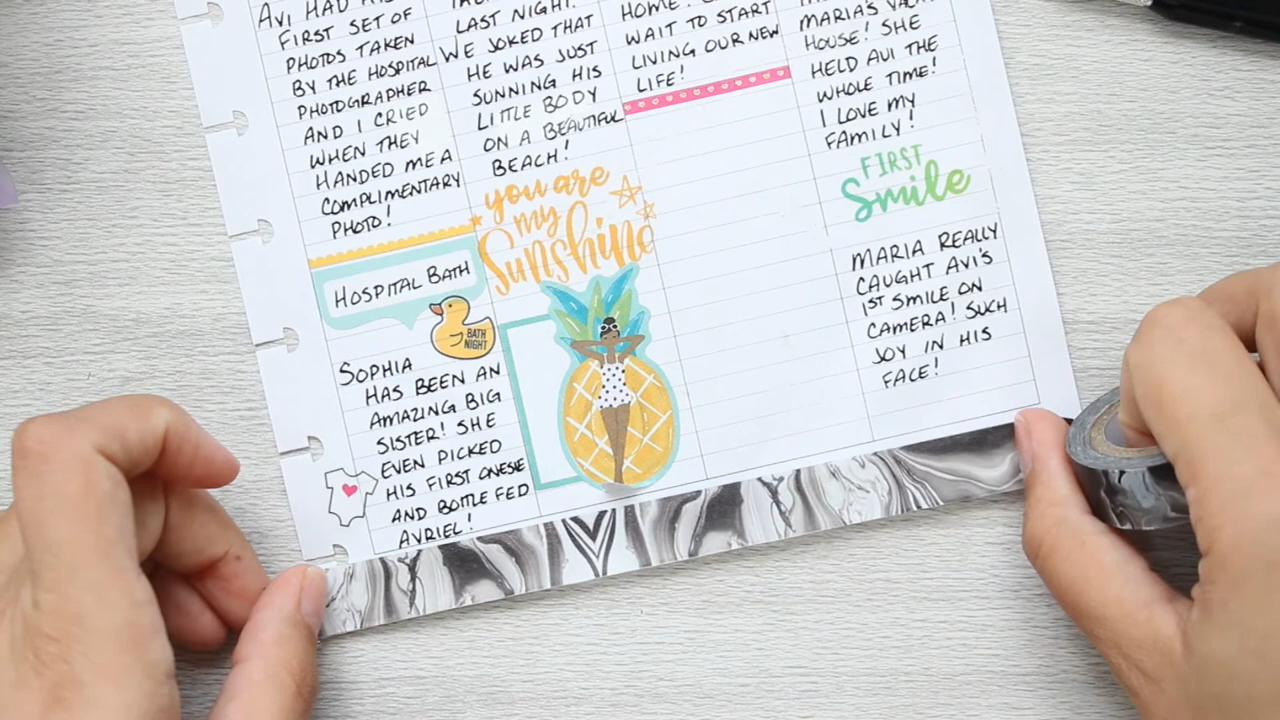 AVI HAD
FIRST SET OF
PHOTOS TAKEN
BY THE HOSPITAL
PHOTOGRAPHER
AND I CRIED
WHEN THEY
HANDED ME A
COMPLIMENTARY
PHOTO!
HOSPITAL BATH
BATH
NIGHT
SOPHIA
HAS BEEN AN
AMAZING BIG
SISTER! SHE
EVEN PICKED
HIS FIRST ONESIE
AND BOTTLE FED
AVRIEL!
LAST NIGHT.
WE JOKED THAT
HE WAS JUST
SUNNING HIS
LITTLE BODY
ON A BEAUTIFUL
BEACH!
you are
my
Sunshine
HOME!
WAIT TO START
LIVING OUR NEW
LIFE!
MARIA'S
HOUSE! SHE
HELD AVI THE
WHOLE TIME!
I LOVE MY
FAMILY!
FIRST
Smile
MARIA REALLY
CAUGHT AVI'S
1ST SMILE ON
CAMERA! SUCH
JOY IN HIS
FACE!